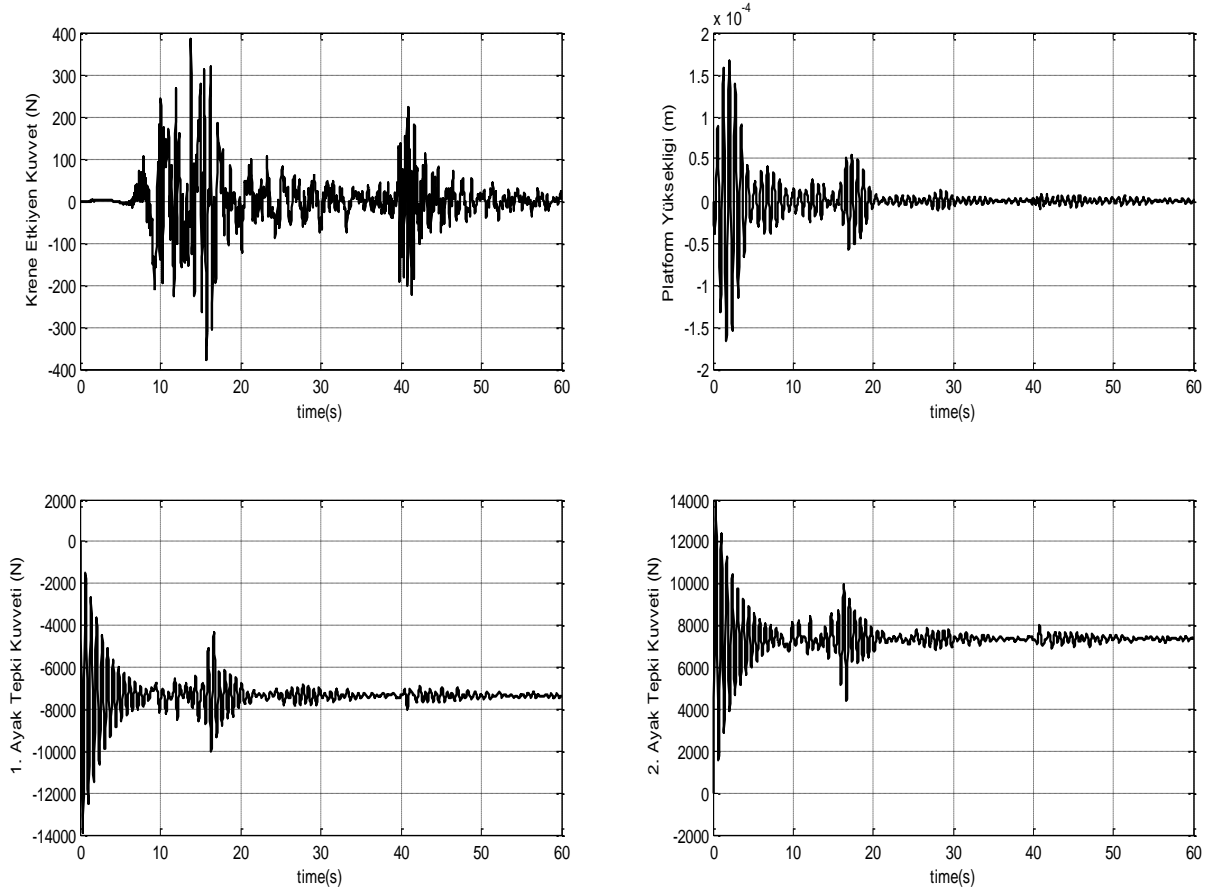 Krene Etkiyen Kuvvet (N)
400
300
200
100
0
-100
-200
-300
-400
0 10 20 30 40 50 60
time(s)
x 10-4
Platform Yüksekligi (m)
2
1.5
1
0.5
0
-0.5
-1
-1.5
-2
0 10 20 30 40 50 60
time(s)
1. Ayak Tepki Kuvveti (N)
2000
0
-2000
-4000
-6000
-8000
-10000
-12000
-14000
0 10 20 30 40 50 60
time(s)
2. Ayak Tepki Kuvveti (N)
14000
12000
10000
8000
6000
4000
2000
0
-2000
0 10 20 30 40 50 60
time(s)